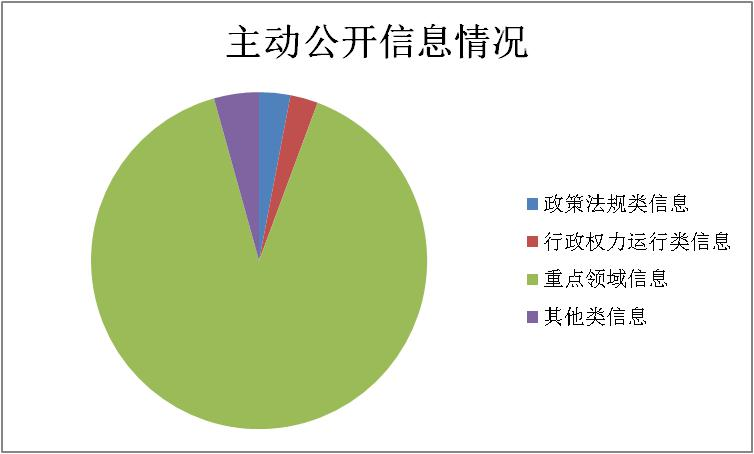 主动公开信息情况
政策法规类信息
行政权力运行类信息
重点领域信息
其他类信息